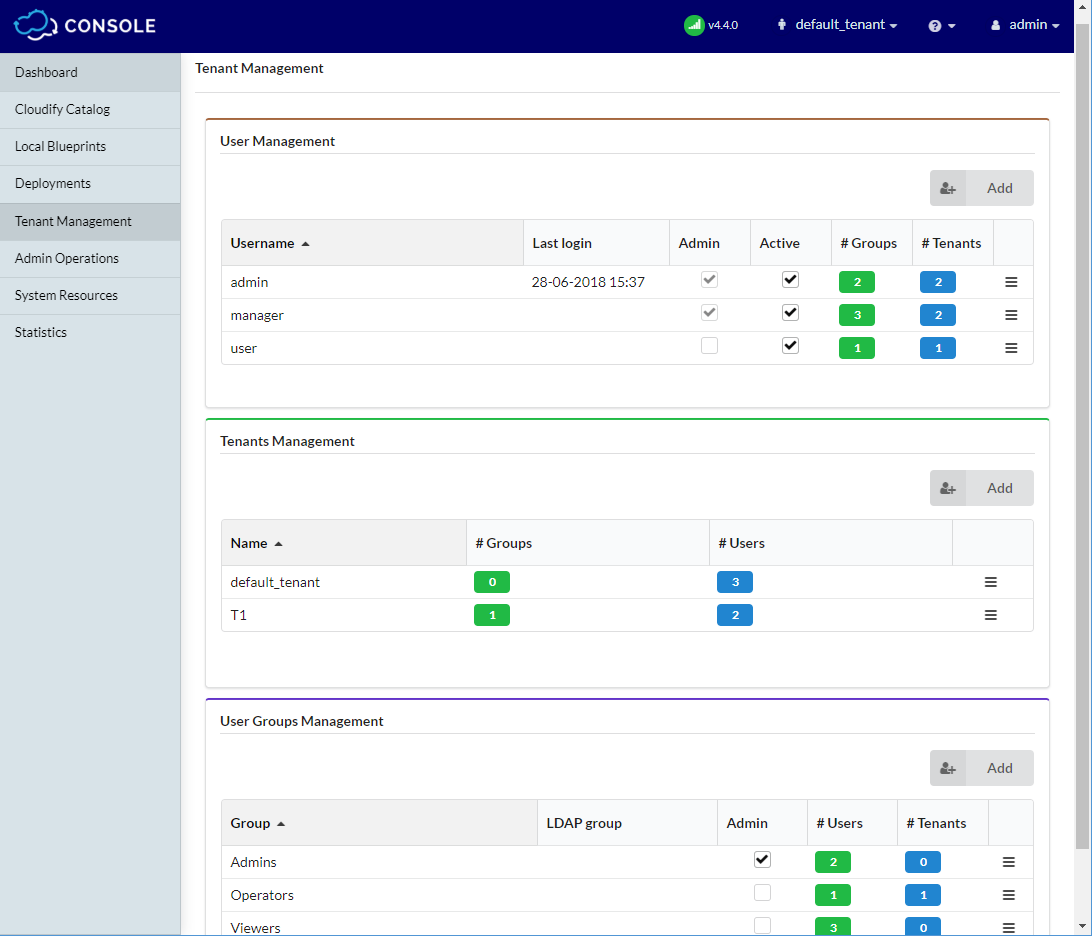 CONSOLE
v4.4.0
default_tenant
?
admin
Dashboard
Cloudify Catalog
Local Blueprints
Deployments
Tenant Management
Admin Operations
System Resources
Statistics
Tenant Management
User Management
Add
Username Last login Admin Active # Groups # Tenants
admin 28-06-2018 15:37 2 2
manager 3 2
user 1 1
Tenants Management
Add
Name # Groups # Users
default_tenant 0 3
T1 1 2
User Groups Management
Add
Group LDAP group Admin # Users # Tenants
Admins 2 0
Operators 1 1
Viewers 3 0